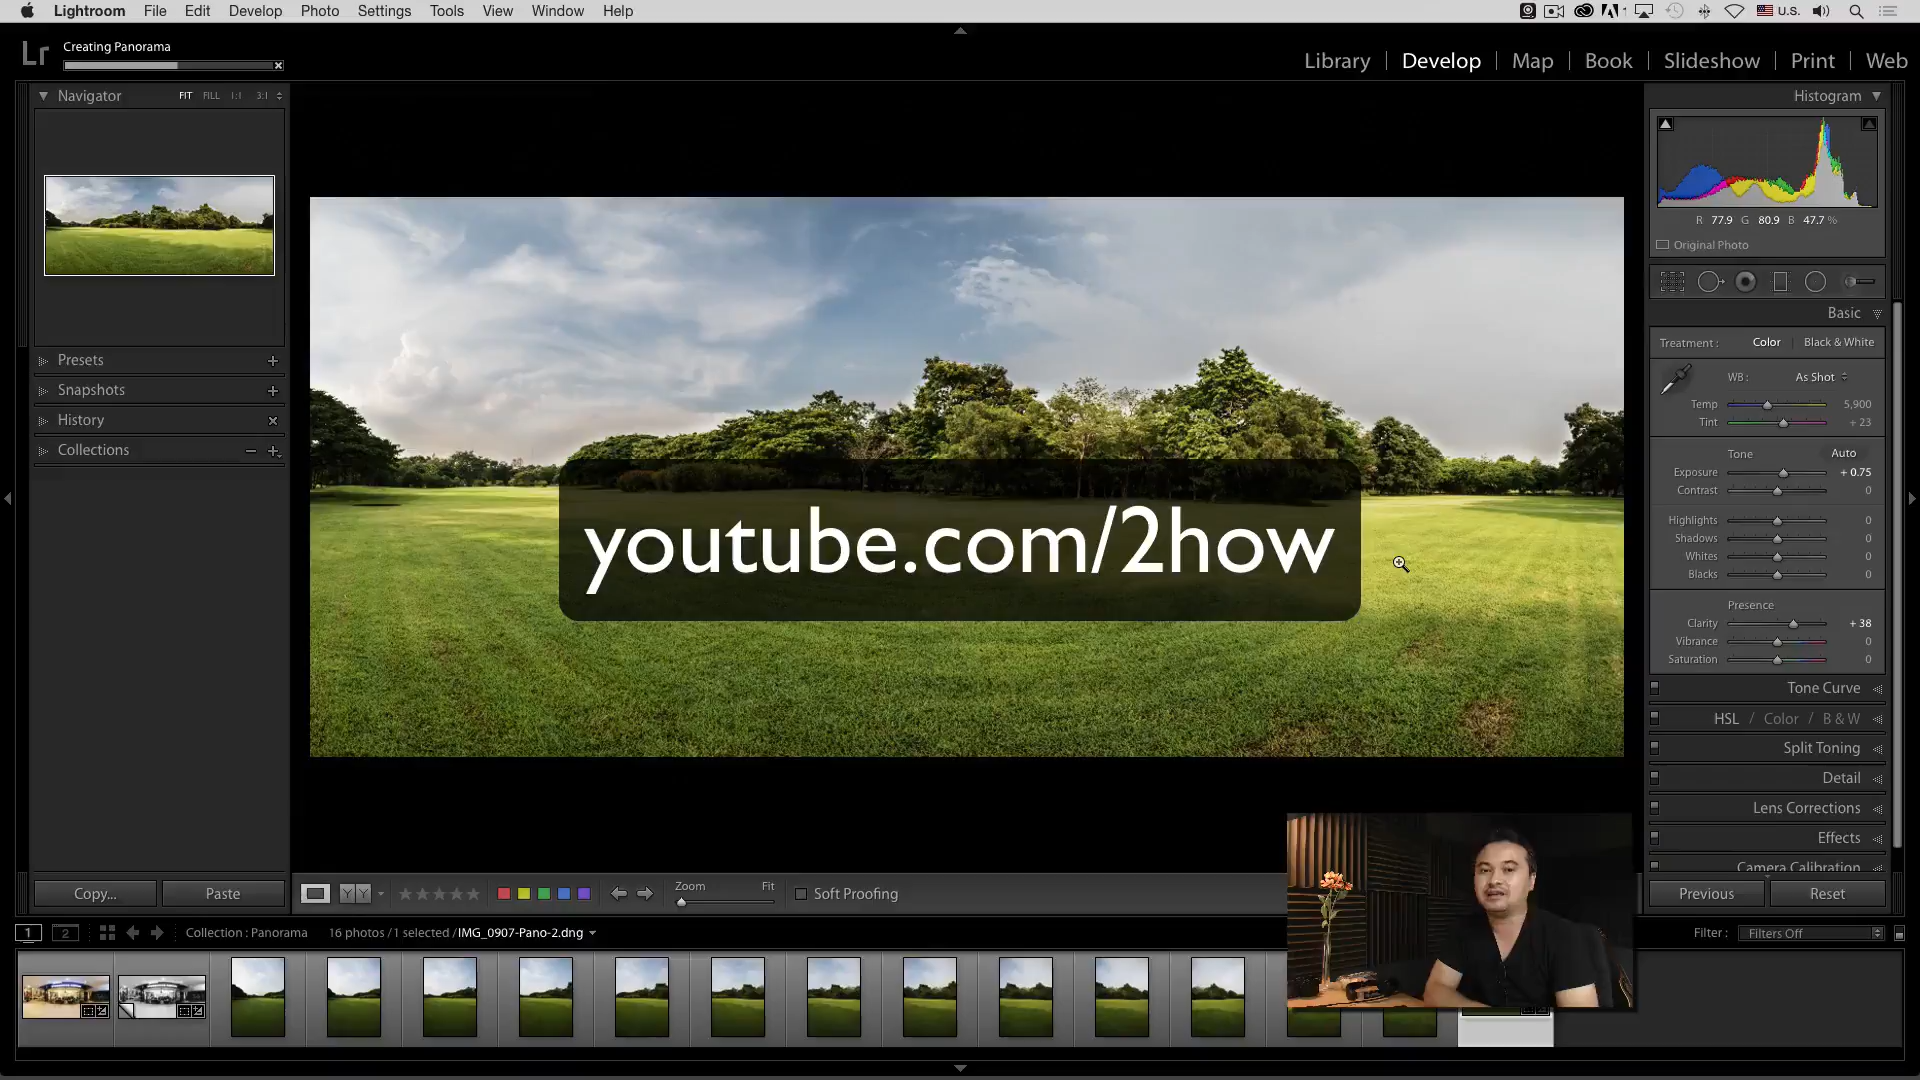 Lightroom File Edit Develop Photo Settings Tools View Window Help U.S.
Lr Creating Panorama
Library | Develop | Map | Book | Slideshow | Print | Web
Navigator FIT FILL 1:1 3:1
Histogram
R 77.9 G 80.9 B 47.7 %
Original Photo
Basic
Treatment : Color | Black & White
WB : As Shot
Temp 5,900
Tint + 23
Tone Auto
Exposure + 0.75
Contrast 0
Highlights 0
Shadows 0
Whites 0
Blacks 0
Presence
Clarity + 38
Vibrance 0
Saturation 0
Tone Curve
HSL / Color / B & W
Split Toning
Detail
Lens Corrections
Effects
Camera Calibration
Previous Reset
Presets
Snapshots
History
Collections
youtube.com/2how
Copy... Paste
YY Zoom Fit Soft Proofing
1 2 Collection : Panorama 16 photos / 1 selected / IMG_0907-Pano-2.dng Filter : Filters Off